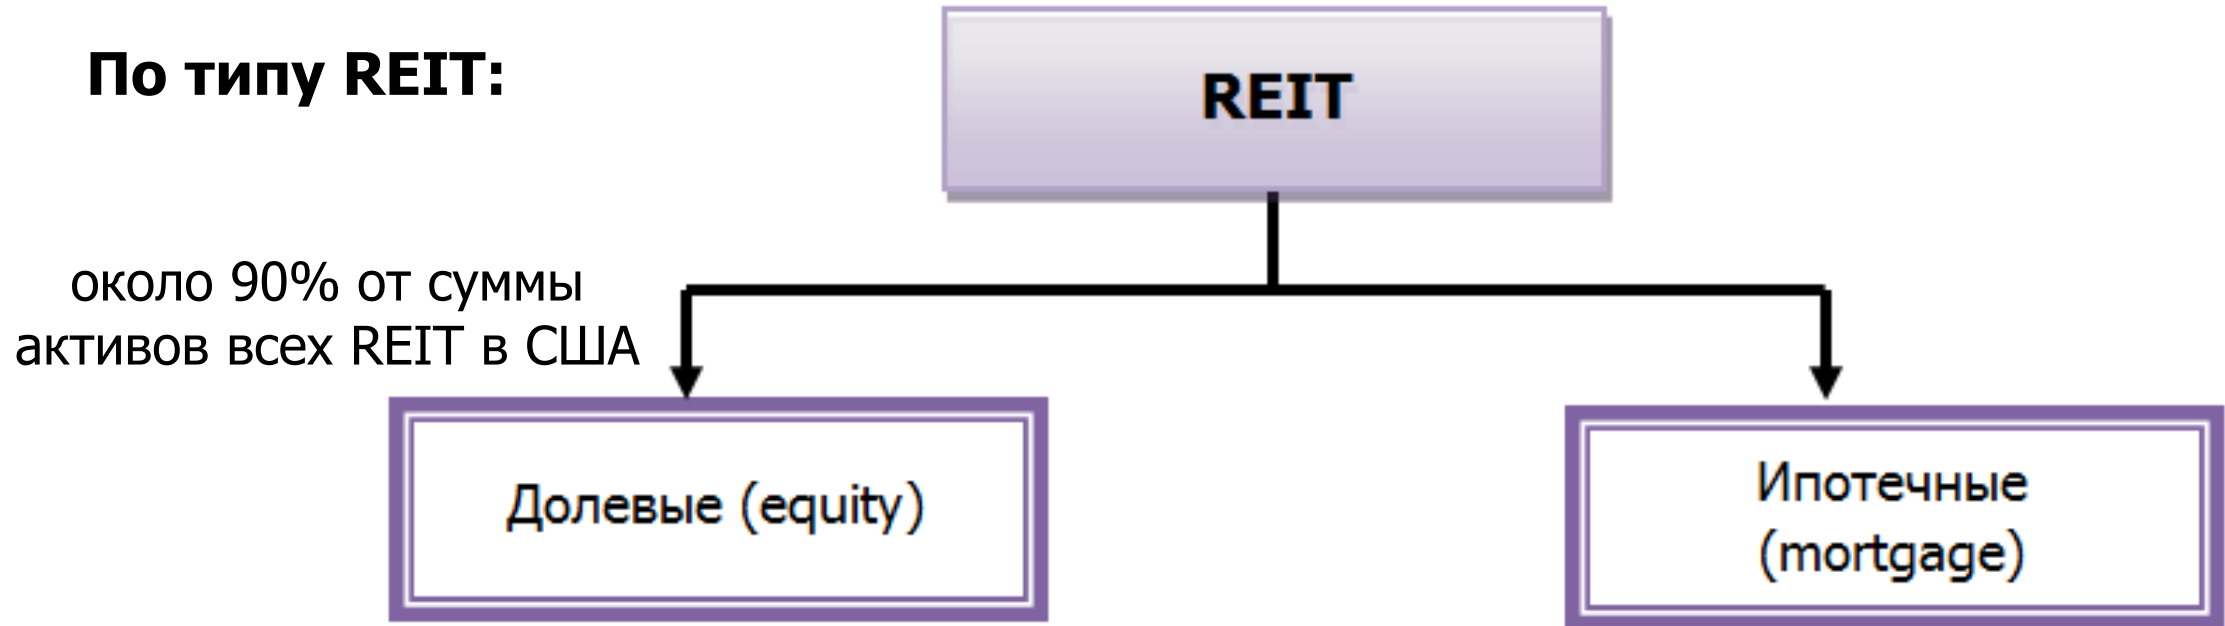 По типу REIT:
REIT
около 90% от суммы
активов всех REIT в США
Долевые (equity)
Ипотечные
(mortgage)